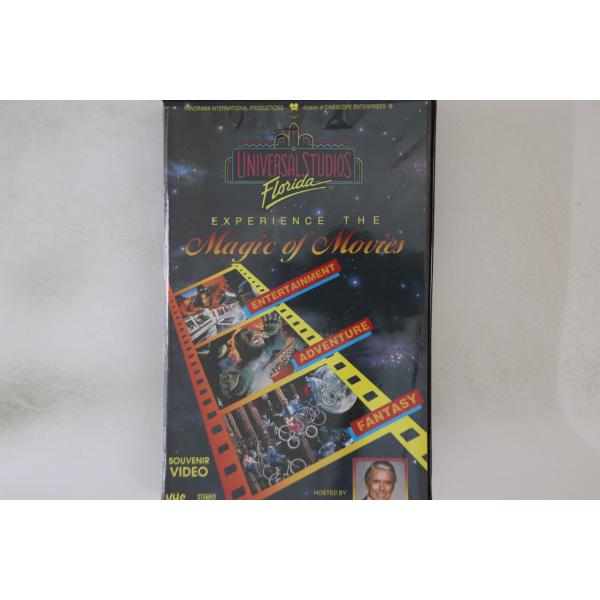 PANORAMA INTERNATIONAL PRODUCTIONS division of CINESCOPE ENTERPRISES
UNIVERSAL STUDIOS
Florida
EXPERIENCE THE
Magic of Movies
ENTERTAINMENT
ADVENTURE
FANTASY
SOUVENIR
VIDEO
VHS STEREO
HOSTED BY